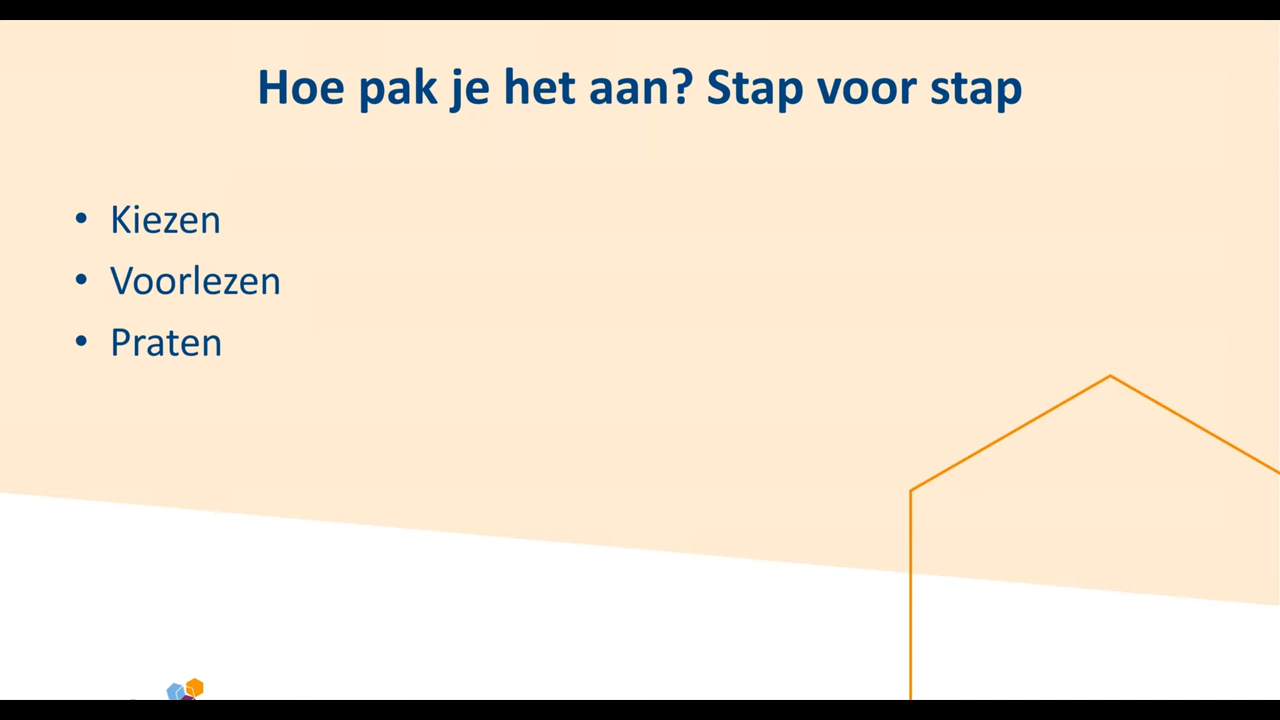 Hoe pak je het aan? Stap voor stap
• Kiezen
• Voorlezen
• Praten